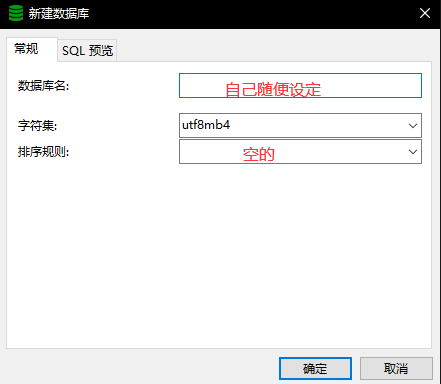 新建数据库
常规
SQL 预览
数据库名:
自己随便设定
字符集:
utf8mb4
排序规则:
空的
确定
取消